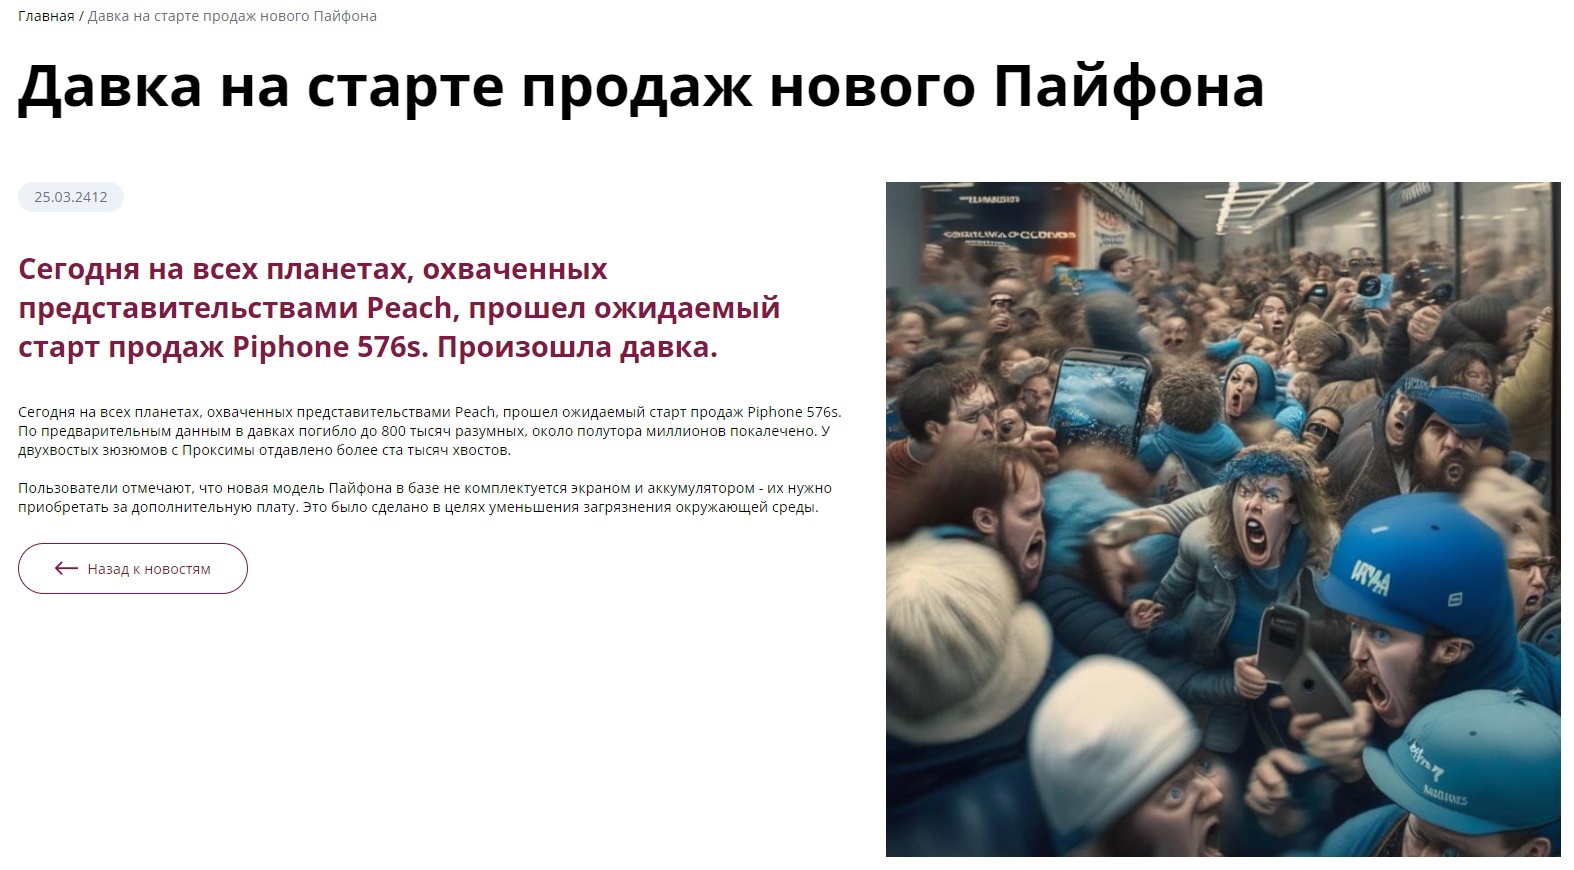 Главная / Давка на старте продаж нового Пайфона
Давка на старте продаж нового Пайфона
25.03.2412
Сегодня на всех планетах, охваченных
представительствами Peach, прошел ожидаемый
старт продаж Piphone 576s. Произошла давка.
Сегодня на всех планетах, охваченных представительствами Peach, прошел ожидаемый старт продаж Piphone 576s.
По предварительным данным в давках погибло до 800 тысяч разумных, около полутора миллионов покалечено. У
двухвостых зюзюмов с Проксимы отдавлено более ста тысяч хвостов.
Пользователи отмечают, что новая модель Пайфона в базе не комплектуется экраном и аккумулятором - их нужно
приобретать за дополнительную плату. Это было сделано в целях уменьшения загрязнения окружающей среды.
Назад к новостям